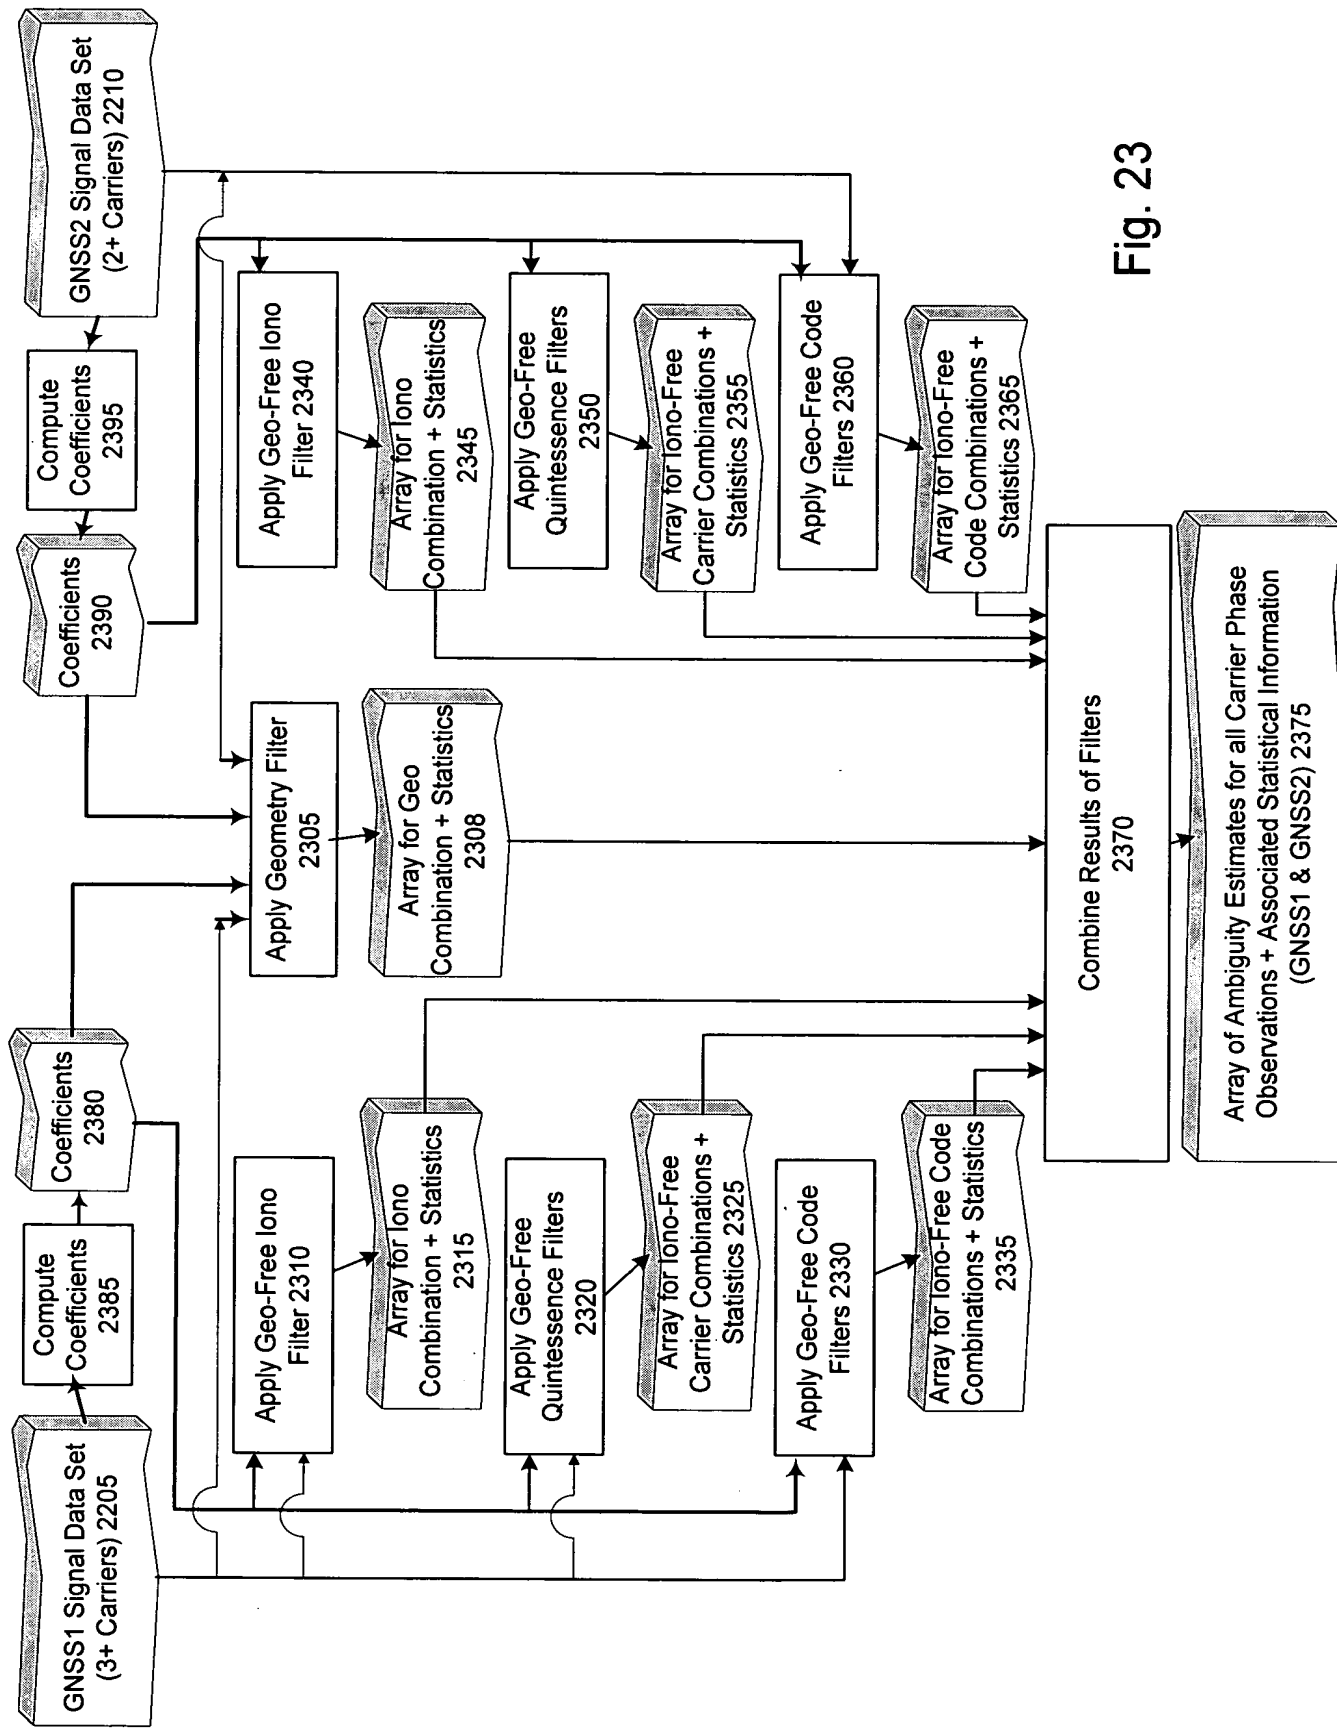 GNSS1 Signal Data Set
(3+ Carriers) 2205
Compute
Coefficients
2385
Coefficients
2380
Coefficients
2390
Compute
Coefficients
2395
GNSS2 Signal Data Set
(2+ Carriers) 2210
Apply Geo-Free Iono
Filter 2310
Array for Iono
Combination + Statistics
2315
Apply Geo-Free
Quintessence Filters
2320
Array for Iono-Free
Carrier Combinations +
Statistics 2325
Apply Geo-Free Code
Filters 2330
Array for Iono-Free Code
Combinations + Statistics
2335
Apply Geometry Filter
2305
Array for Geo
Combination + Statistics
2308
Apply Geo-Free Iono
Filter 2340
Array for Iono
Combination + Statistics
2345
Apply Geo-Free
Quintessence Filters
2350
Array for Iono-Free
Carrier Combinations +
Statistics 2355
Apply Geo-Free Code
Filters 2360
Array for Iono-Free
Code Combinations +
Statistics 2365
Combine Results of Filters
2370
Array of Ambiguity Estimates for all Carrier Phase
Observations + Associated Statistical Information
(GNSS1 & GNSS2) 2375
Fig. 23